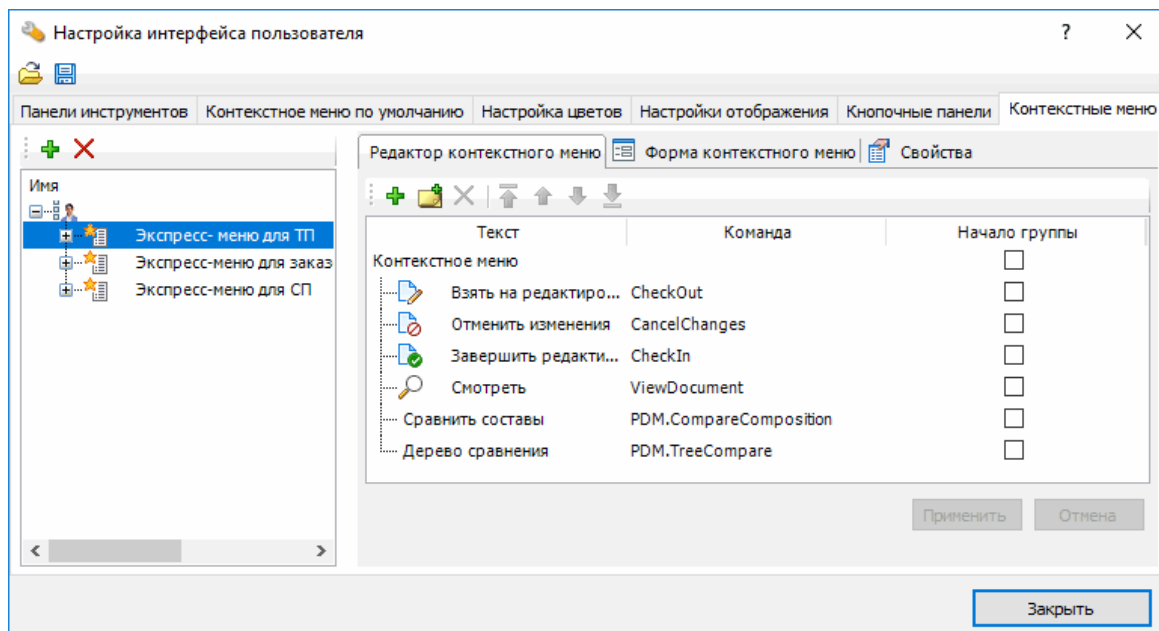 Настройка интерфейса пользователя ?
Панели инструментов Контекстное меню по умолчанию Настройка цветов Настройки отображения Кнопочные панели Контекстные меню
Редактор контекстного меню Форма контекстного меню Свойства
Имя
Экспресс- меню для ТП
Экспресс-меню для заказ
Экспресс-меню для СП
Текст Команда Начало группы
Контекстное меню
Взять на редактиро... CheckOut
Отменить изменения CancelChanges
Завершить редакти... CheckIn
Смотреть ViewDocument
Сравнить составы PDM.CompareComposition
Дерево сравнения PDM.TreeCompare
Применить Отмена
Закрыть